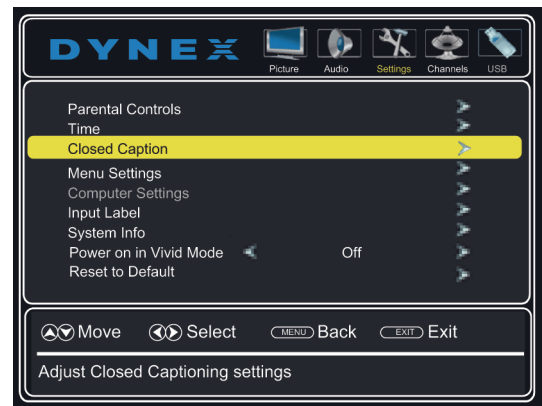 DYNEX
Picture Audio Settings Channels USB
Parental Controls
Time
Closed Caption
Menu Settings
Computer Settings
Input Label
System Info
Power on in Vivid Mode Off
Reset to Default
Move Select MENU Back EXIT Exit
Adjust Closed Captioning settings